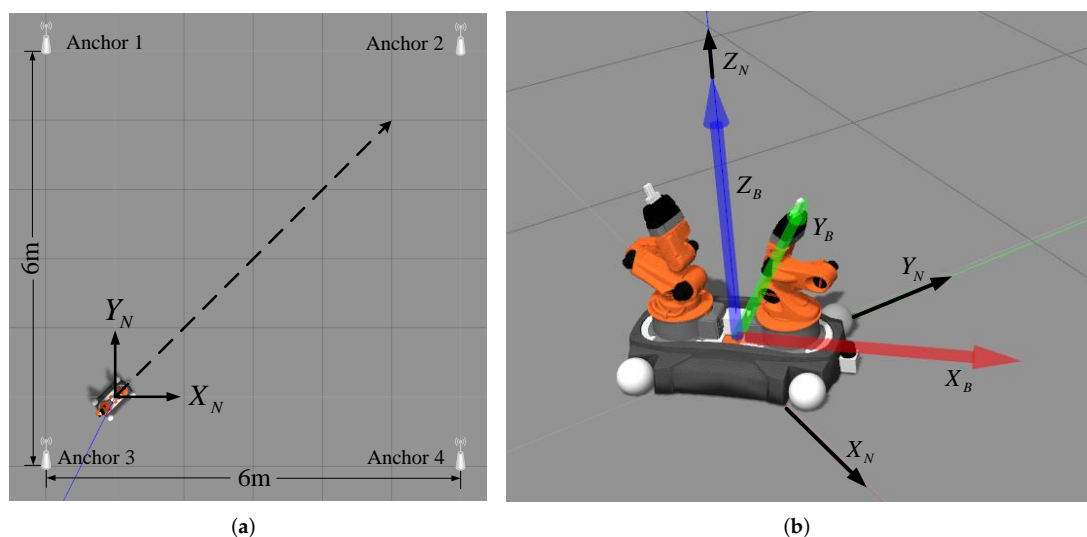 Anchor 1
Anchor 2
6m
Y_N
X_N
Anchor 3
Anchor 4
6m
(a)
Z_N
Z_B
Y_B
Y_N
X_B
X_N
(b)